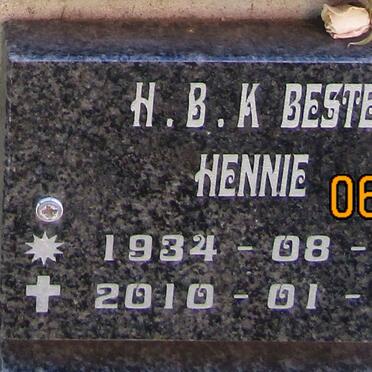 H. B. K BESTE
HENNIE
06
1934 - 08 -
2010 - 01 -